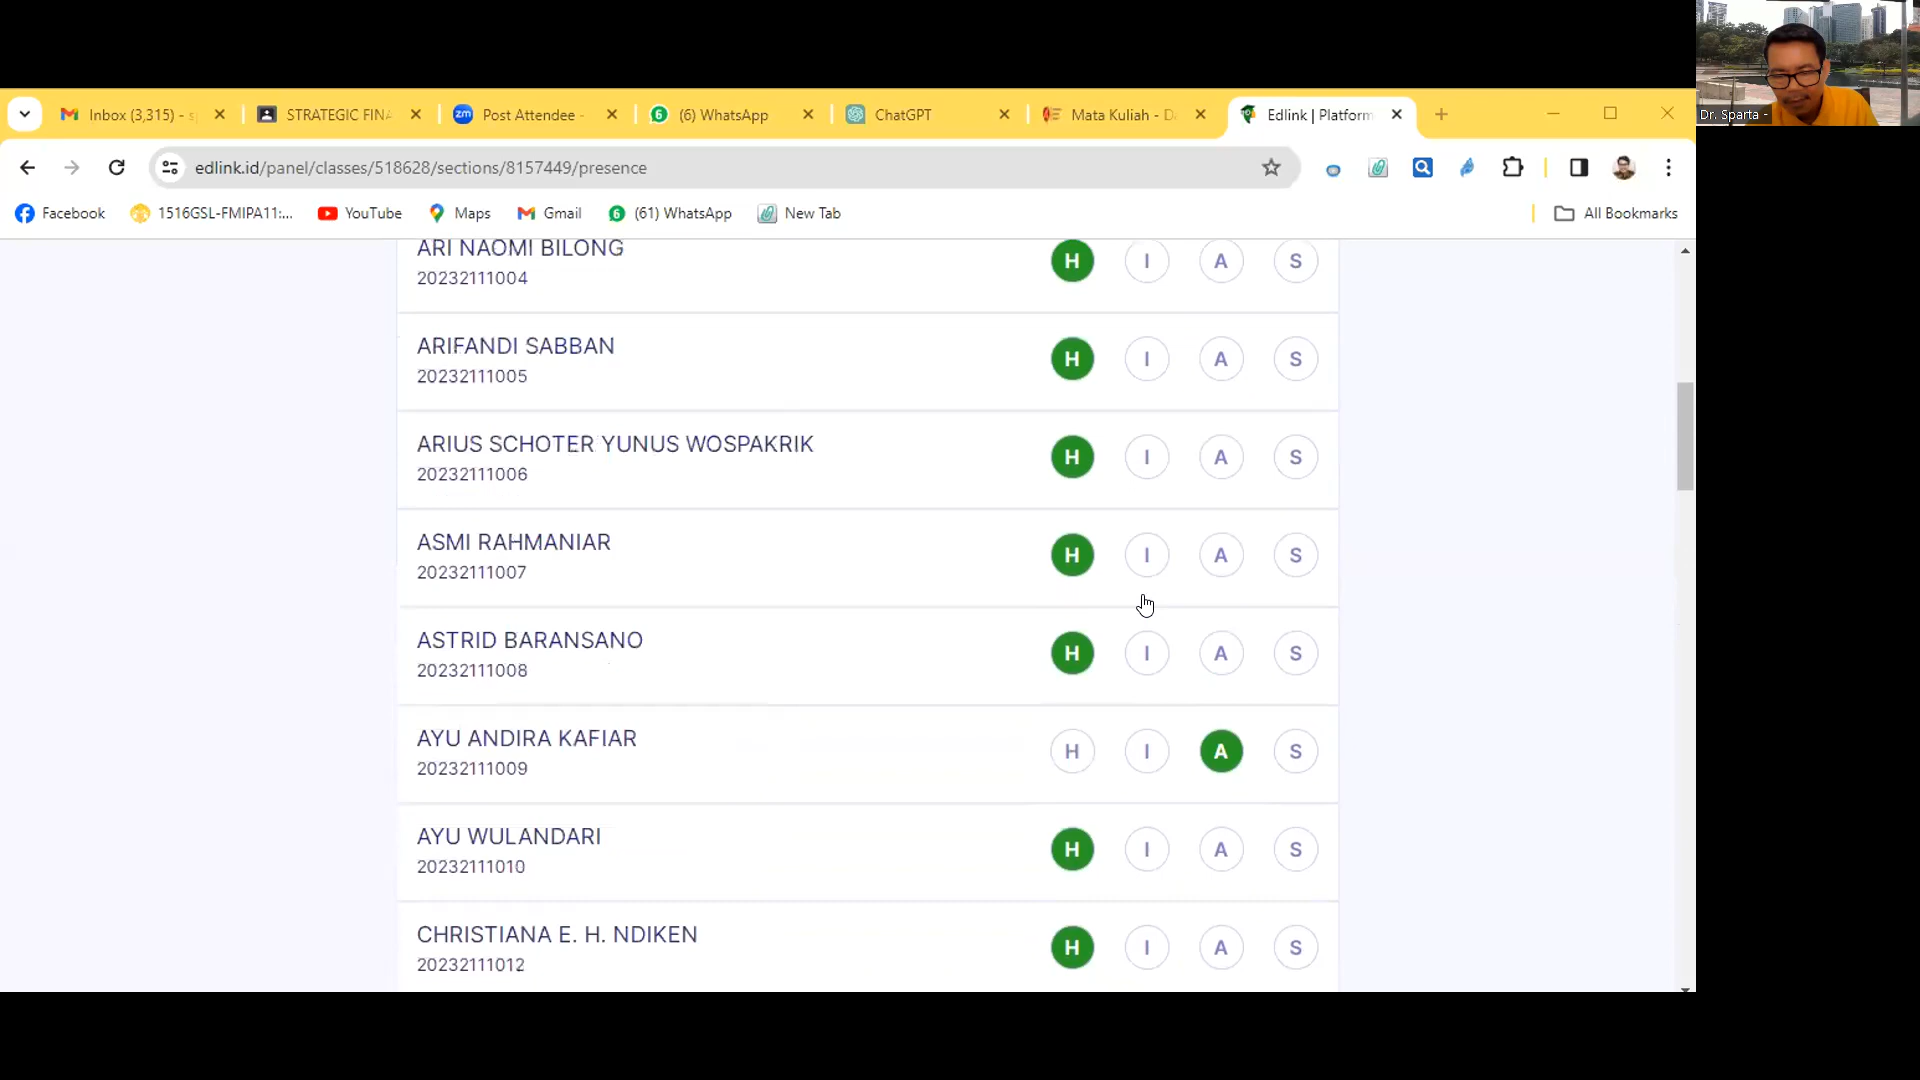 Inbox (3,315) - s
STRATEGIC FINA
Post Attendee -
(6) WhatsApp
ChatGPT
Mata Kuliah - D
Edlink | Platform
Dr. Sparta -
edlink.id/panel/classes/518628/sections/8157449/presence
Facebook
1516GSL-FMIPA11:...
YouTube
Maps
Gmail
(61) WhatsApp
New Tab
All Bookmarks
ARI NAOMI BILONG H I A S
20232111004
ARIFANDI SABBAN H I A S
20232111005
ARIUS SCHOTER YUNUS WOSPAKRIK H I A S
20232111006
ASMI RAHMANIAR H I A S
20232111007
ASTRID BARANSANO H I A S
20232111008
AYU ANDIRA KAFIAR H I A S
20232111009
AYU WULANDARI H I A S
20232111010
CHRISTIANA E. H. NDIKEN H I A S
20232111012